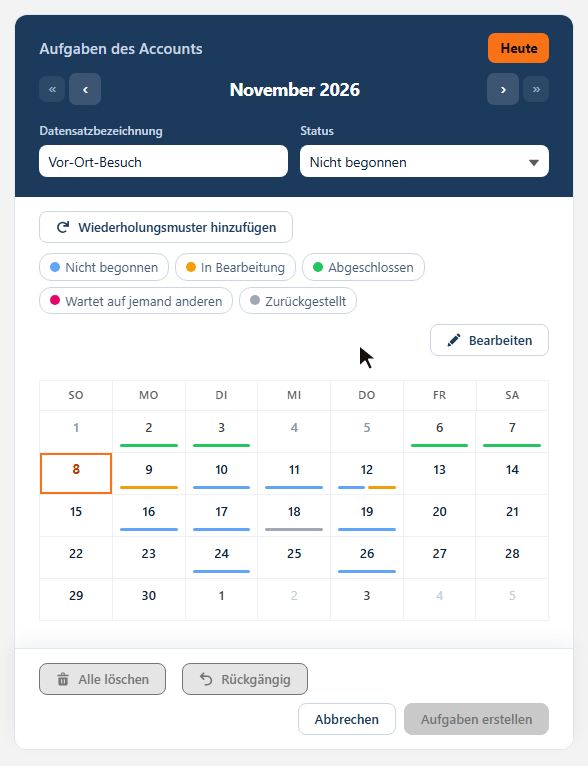 Aufgaben des Accounts
Heute
« ‹ November 2026 › »
Datensatzbezeichnung Status
Vor-Ort-Besuch Nicht begonnen
Wiederholungsmuster hinzufügen
Nicht begonnen In Bearbeitung Abgeschlossen
Wartet auf jemand anderen Zurückgestellt
Bearbeiten
SO MO DI MI DO FR SA
1 2 3 4 5 6 7
8 9 10 11 12 13 14
15 16 17 18 19 20 21
22 23 24 25 26 27 28
29 30 1 2 3 4 5
Alle löschen Rückgängig
Abbrechen Aufgaben erstellen